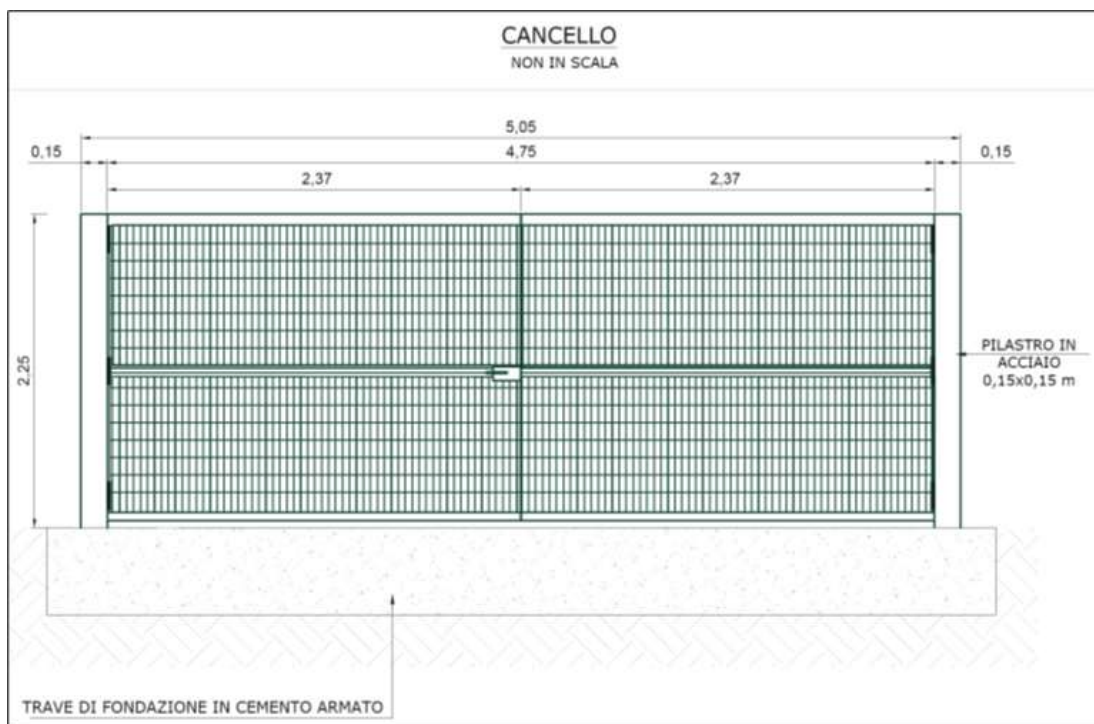 CANCELLO
NON IN SCALA
5,05
0,15
4,75
0,15
2,37
2,37
2,25
PILASTRO IN
ACCIAIO
0,15x0,15 m
TRAVE DI FONDAZIONE IN CEMENTO ARMATO